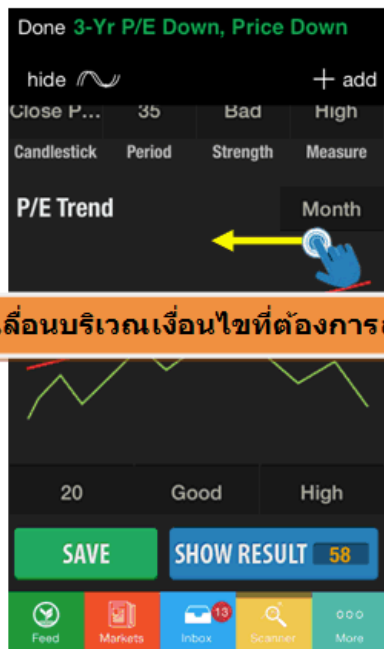 Done 3-Yr P/E Down, Price Down
hide + add
Close P... 35 Bad High
Candlestick Period Strength Measure
P/E Trend Month
ลื่อนบริเวณเงื่อนไขที่ต้องการ
20 Good High
SAVE SHOW RESULT 58
13
Feed Markets Inbox Scanner More